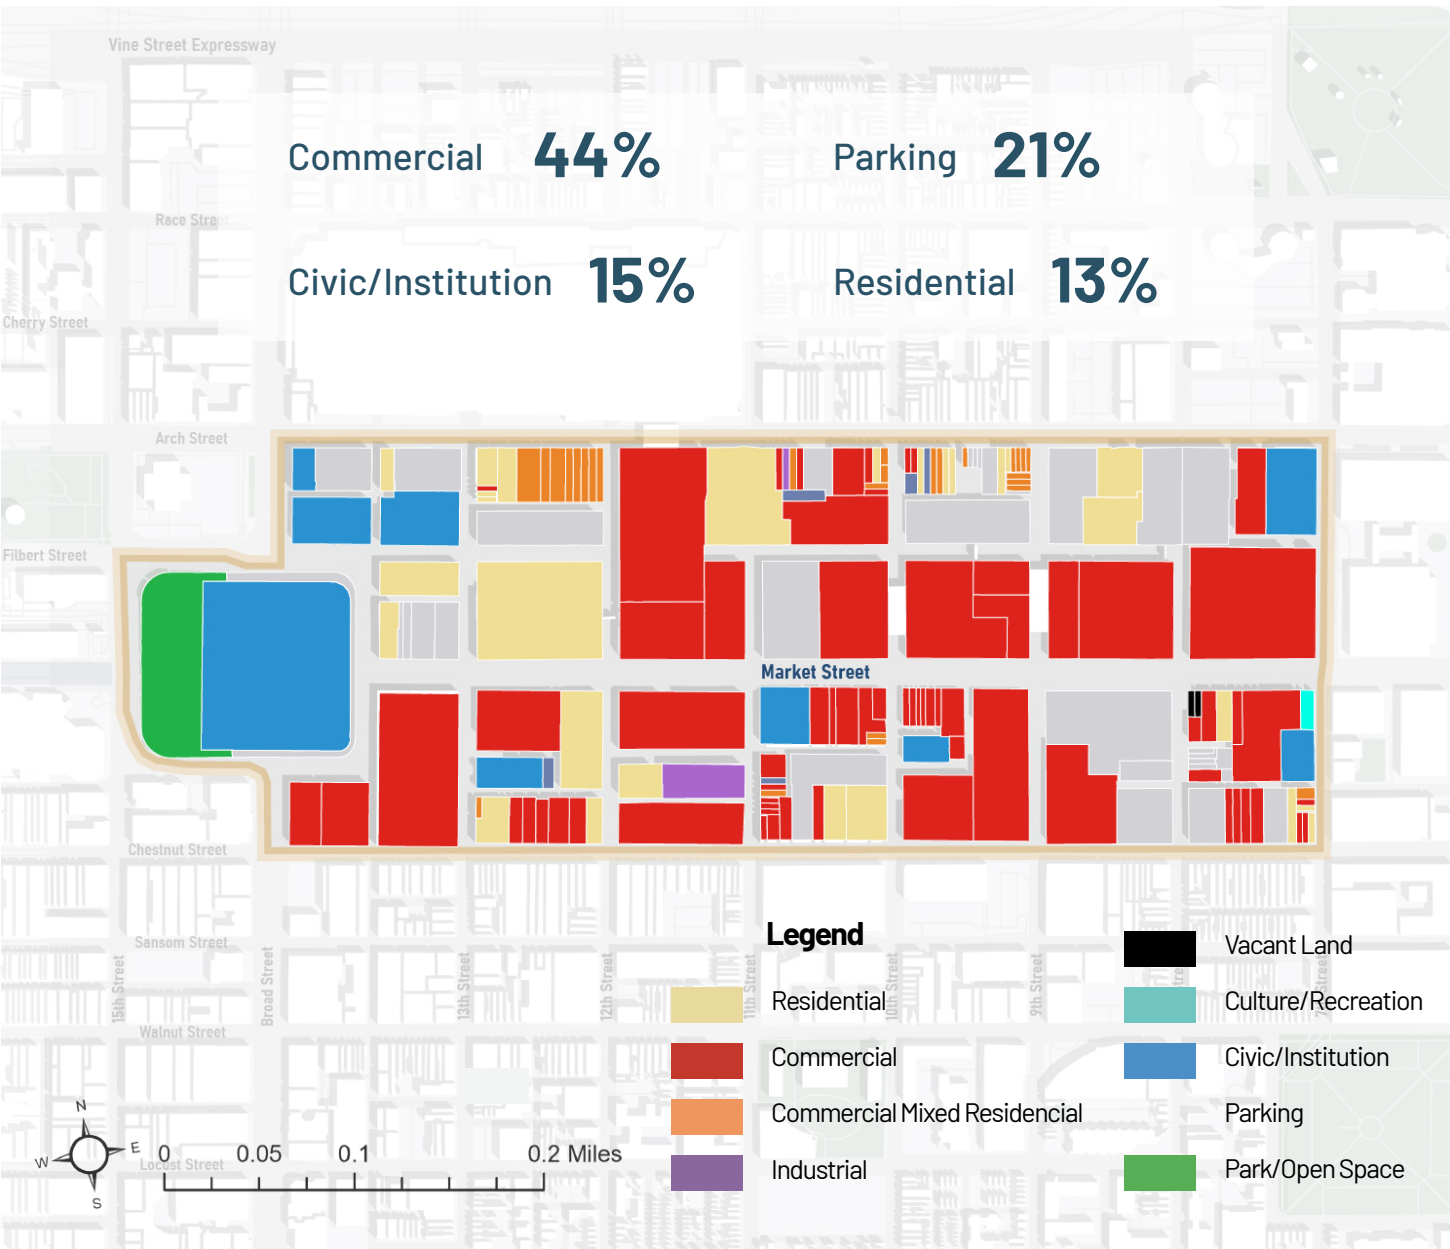 Vine Street Expressway
Commercial 44%
Parking 21%
Race Stre
Civic/Institution 15%
Residential 13%
Cherry Street
Arch Street
Filbert Street
Market Street
Chestnut Street
Legend
Sansom Street
15th Street
Broad Street
13th Street
12th Street
11th Street
10th Street
9th Street
Walnut Street
Locust Street
Residential
Commercial
Commercial Mixed Residencial
Industrial
Vacant Land
Culture/Recreation
Civic/Institution
Parking
Park/Open Space
N
E
W
S
0 0.05 0.1 0.2 Miles